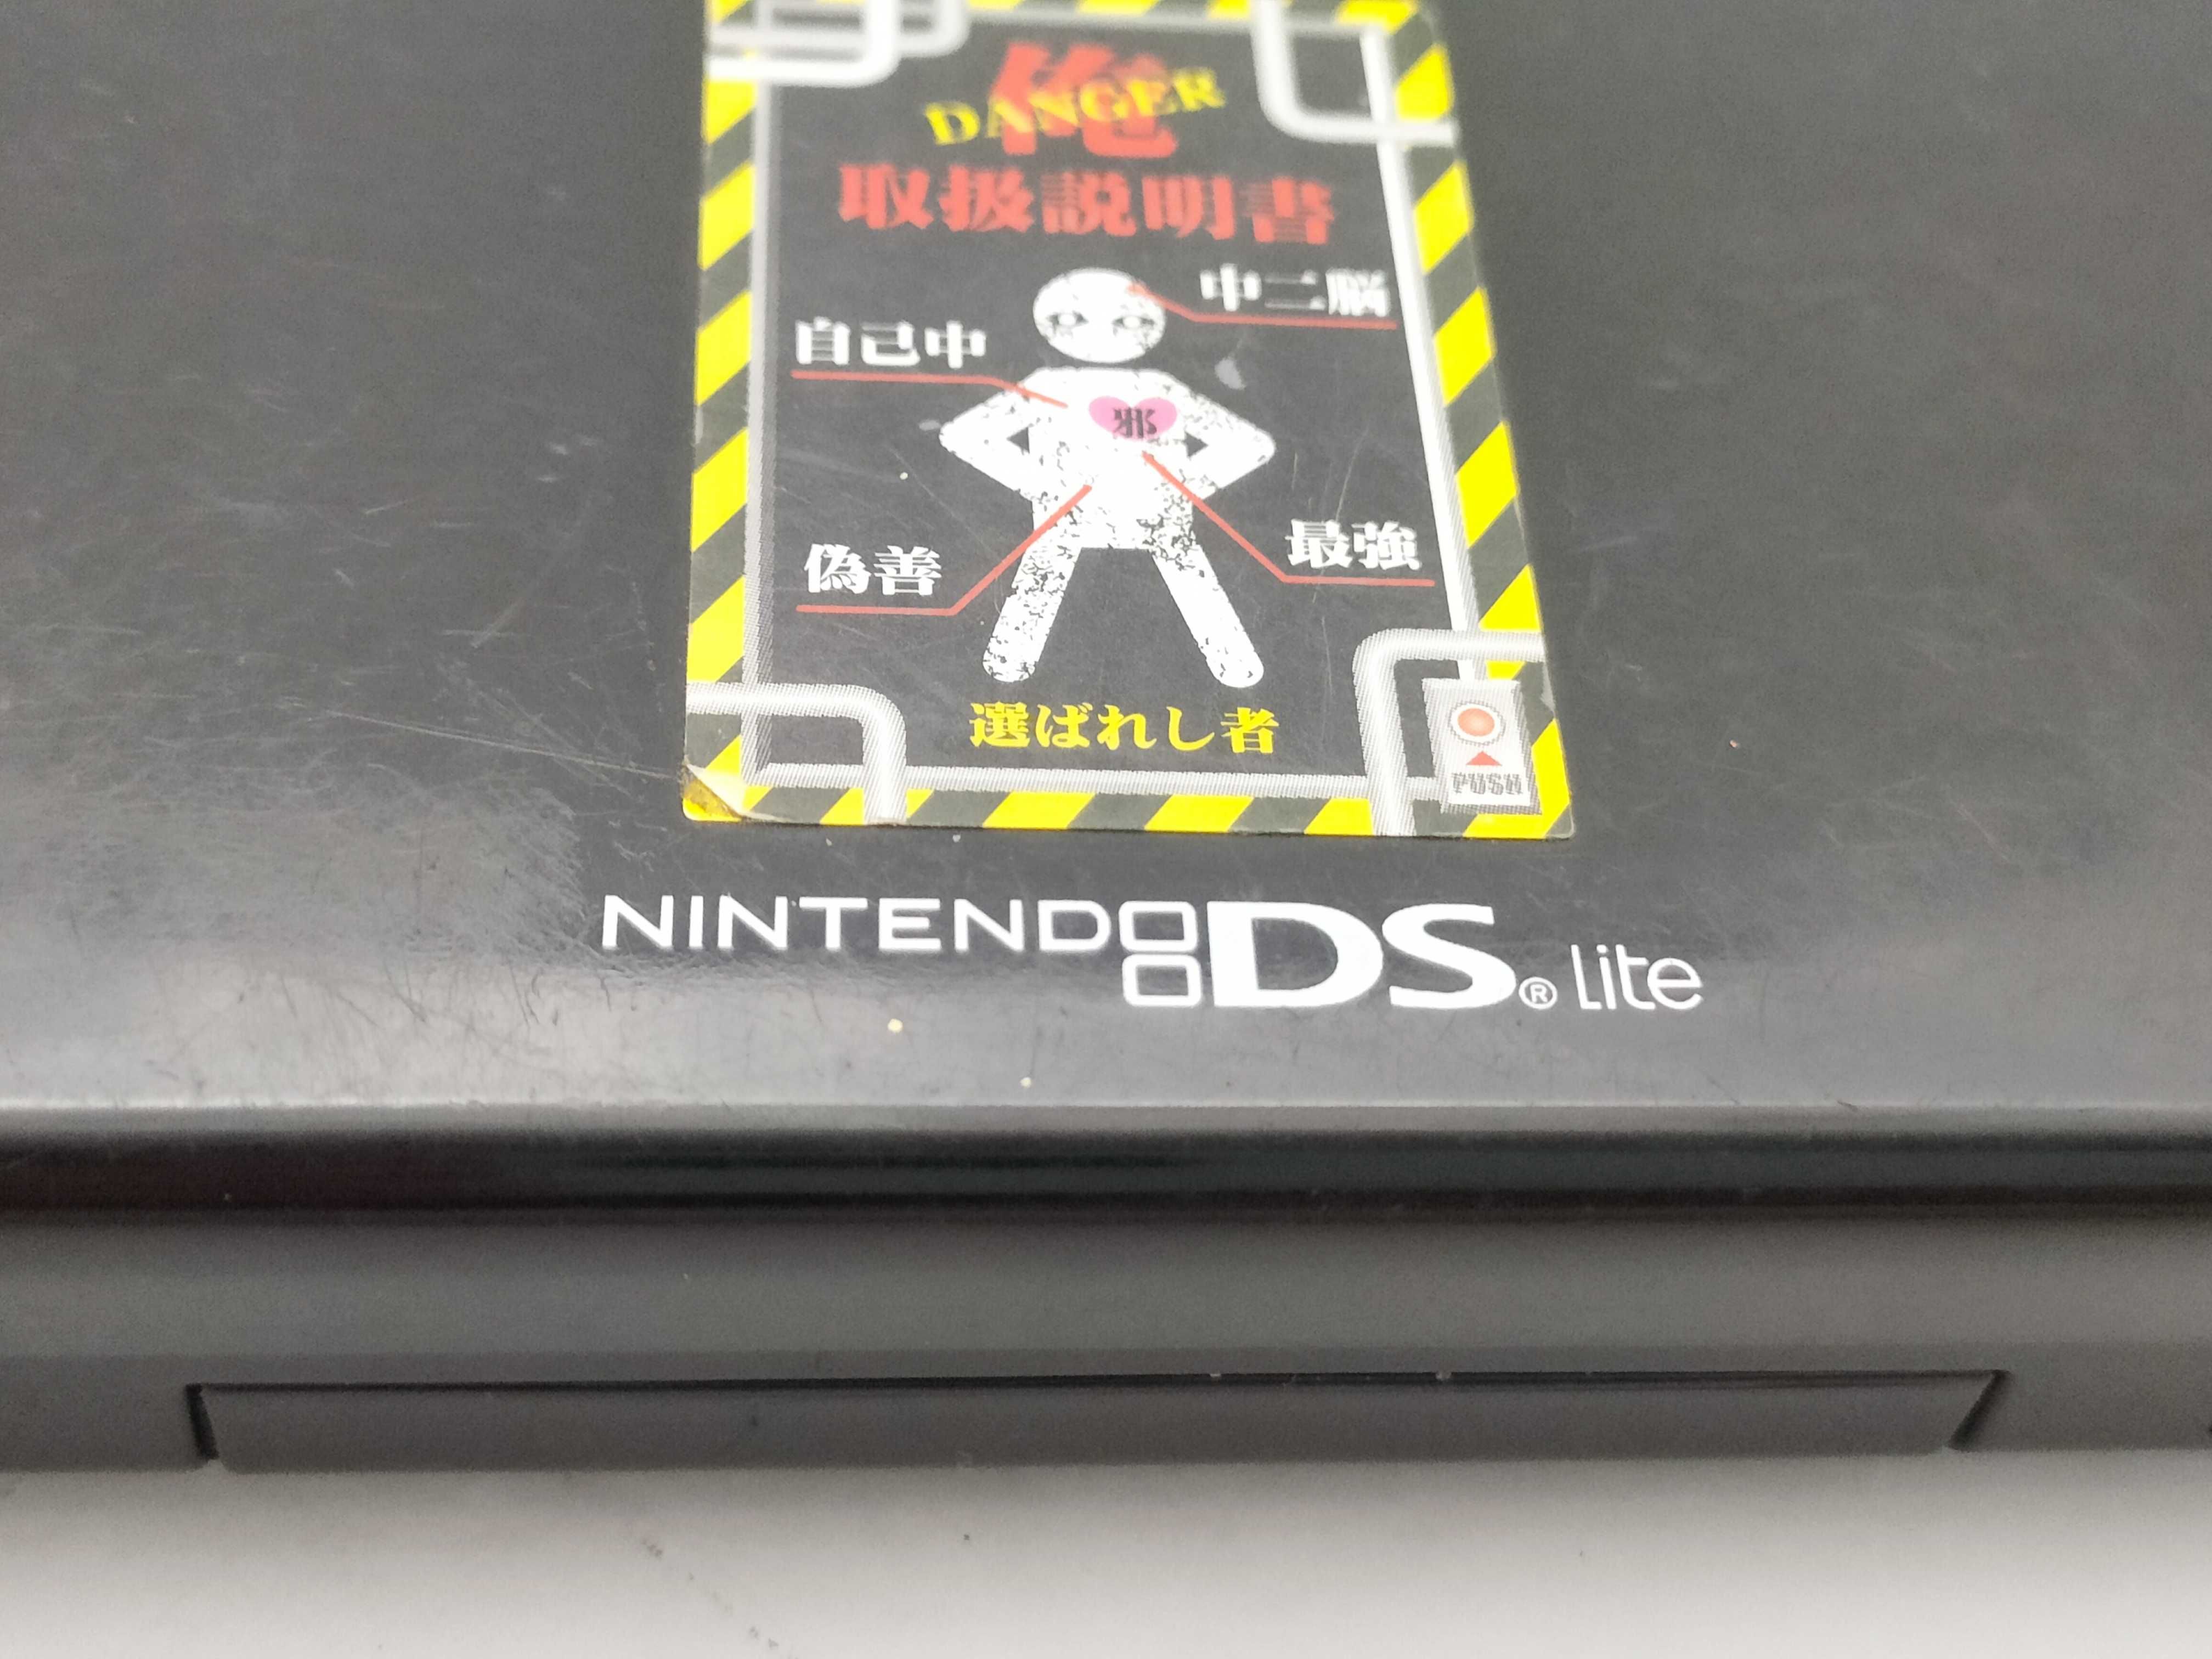 俺
DANGER
取扱説明書
中二脳
自己中
邪
偽善
最強
選ばれし者
PUSH
NINTENDO DS® lite